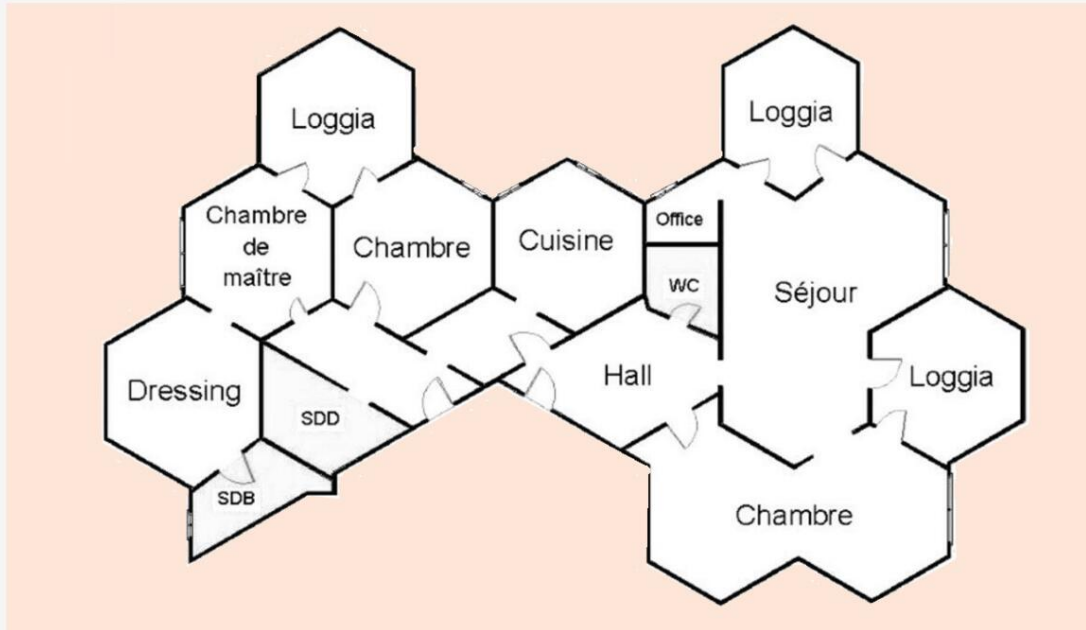 Loggia
Loggia
Chambre
de
maître
Chambre
Cuisine
Office
WC
Séjour
Dressing
SDD
Hall
Loggia
SDB
Chambre